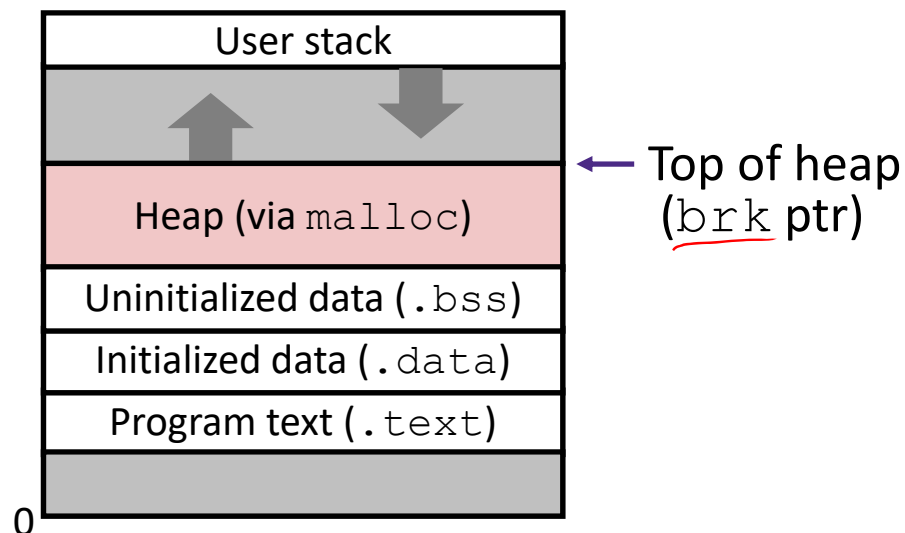 User stack
Top of heap
(brk ptr)
Heap (via malloc)
Uninitialized data (.bss)
Initialized data (.data)
Program text (.text)
0